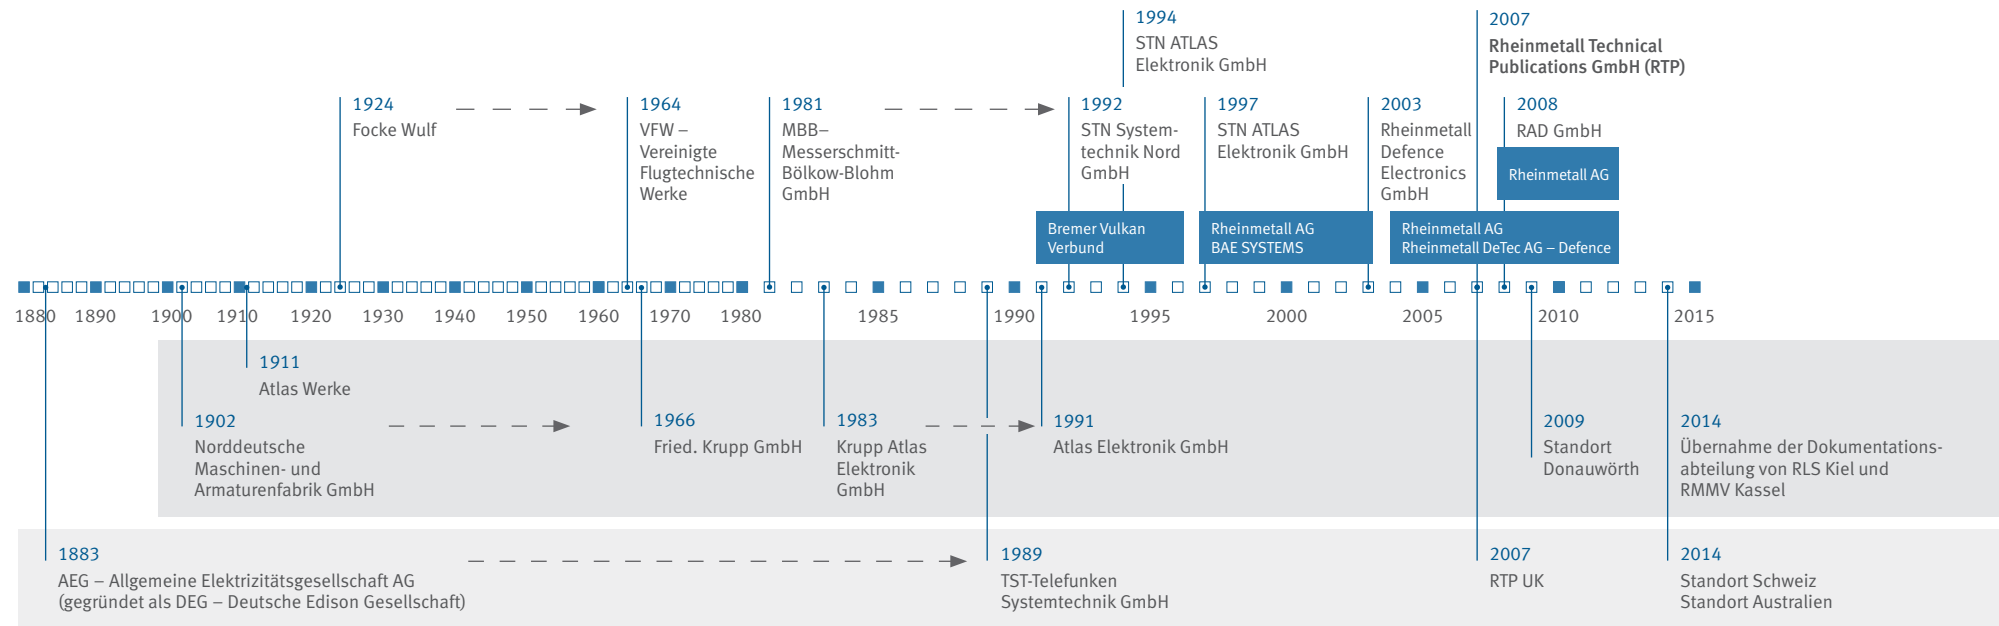 1994
STN ATLAS
Elektronik GmbH
2007
Rheinmetall Technical
Publications GmbH (RTP)
1924
Focke Wulf
1964
VFW –
Vereinigte
Flugtechnische
Werke
1981
MBB–
Messerschmitt-
Bölkow-Blohm
GmbH
1992
STN System-
technik Nord
GmbH
1997
STN ATLAS
Elektronik GmbH
2003
Rheinmetall
Defence
Electronics
GmbH
2008
RAD GmbH
Rheinmetall AG
Bremer Vulkan
Verbund
Rheinmetall AG
BAE SYSTEMS
Rheinmetall AG
Rheinmetall DeTec AG – Defence
1880 1890 1900 1910 1920 1930 1940 1950 1960 1970 1980 1985 1990 1995 2000 2005 2010 2015
1911
Atlas Werke
1902
Norddeutsche
Maschinen- und
Armaturenfabrik GmbH
1966
Fried. Krupp GmbH
1983
Krupp Atlas
Elektronik
GmbH
1991
Atlas Elektronik GmbH
2009
Standort
Donauwörth
2014
Übernahme der Dokumentations-
abteilung von RLS Kiel und
RMMV Kassel
1883
AEG – Allgemeine Elektrizitätsgesellschaft AG
(gegründet als DEG – Deutsche Edison Gesellschaft)
1989
TST-Telefunken
Systemtechnik GmbH
2007
RTP UK
2014
Standort Schweiz
Standort Australien